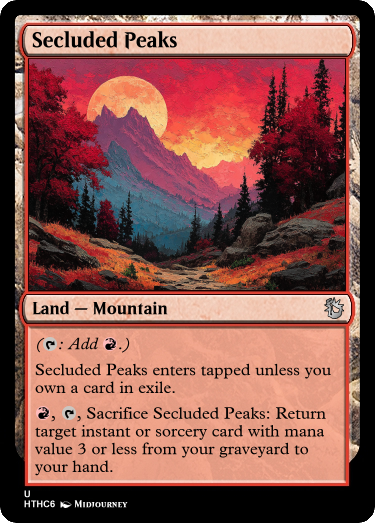 Secluded Peaks
Land — Mountain
(: Add .)
Secluded Peaks enters tapped unless you
own a card in exile.
, , Sacrifice Secluded Peaks: Return
target instant or sorcery card with mana
value 3 or less from your graveyard to
your hand.
U
HTHC6 Midjourney